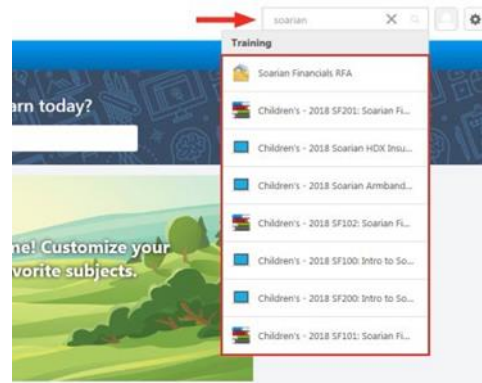 soarian
Training
Soarian Financials RFA
arn today?
Children's - 2018 SF201: Soarian Fi...
Children's - 2018 Soarian HDX Insu...
Children's - 2018 Soarian Armband...
Children's - 2018 SF102: Soarian Fi...
ne! Customize your
vorite subjects.
Children's - 2018 SF100: Intro to So...
Children's - 2018 SF200: Intro to So...
Children's - 2018 SF101: Soarian Fi...